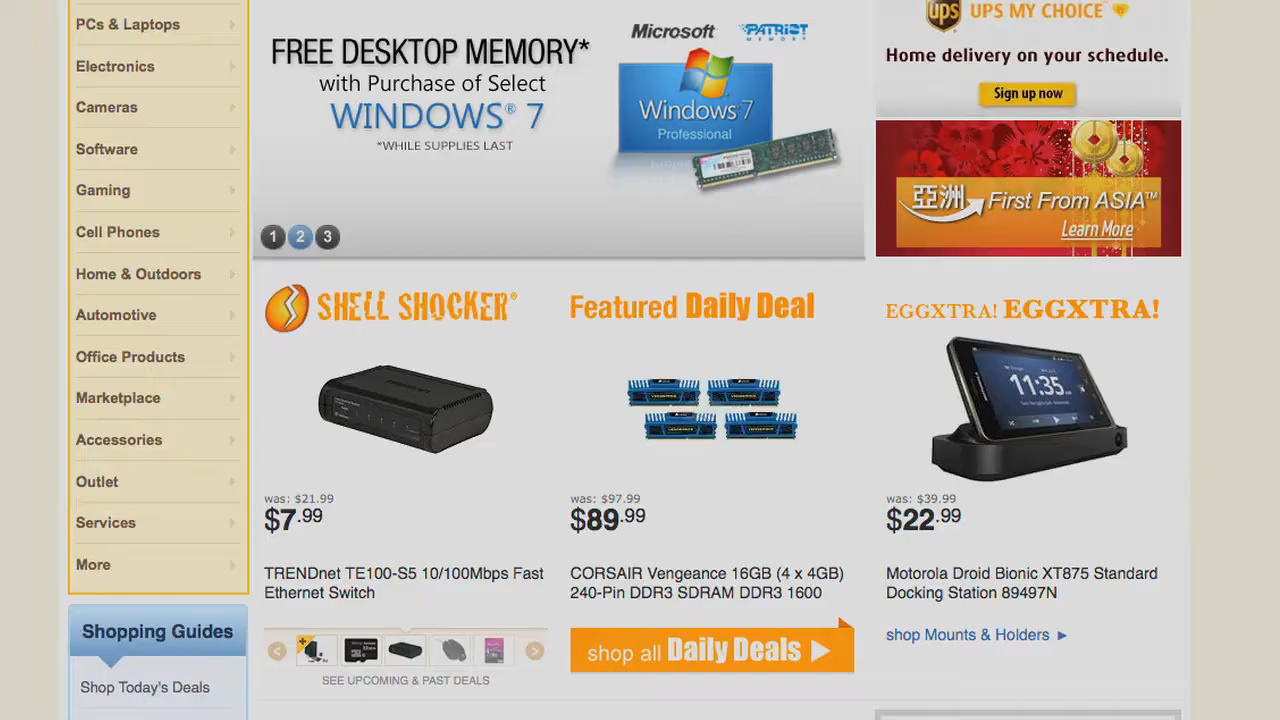 PCs & Laptops
Electronics
Cameras
Software
Gaming
Cell Phones
Home & Outdoors
Automotive
Office Products
Marketplace
Accessories
Outlet
Services
More
Shopping Guides
Shop Today's Deals
FREE DESKTOP MEMORY*
with Purchase of Select
WINDOWS® 7
*WHILE SUPPLIES LAST
Microsoft
PATRIOT
MEMORY
Windows 7
Professional
1 2 3
ups UPS MY CHOICE™
Home delivery on your schedule.
Sign up now
亞洲 First From ASIA™
Learn More
SHELL SHOCKER®
was: $21.99
$7.99
TRENDnet TE100-S5 10/100Mbps Fast
Ethernet Switch
SEE UPCOMING & PAST DEALS
Featured Daily Deal
was: $97.99
$89.99
CORSAIR Vengeance 16GB (4 x 4GB)
240-Pin DDR3 SDRAM DDR3 1600
shop all Daily Deals
EGGXTRA! EGGXTRA!
11:35
was: $39.99
$22.99
Motorola Droid Bionic XT875 Standard
Docking Station 89497N
shop Mounts & Holders